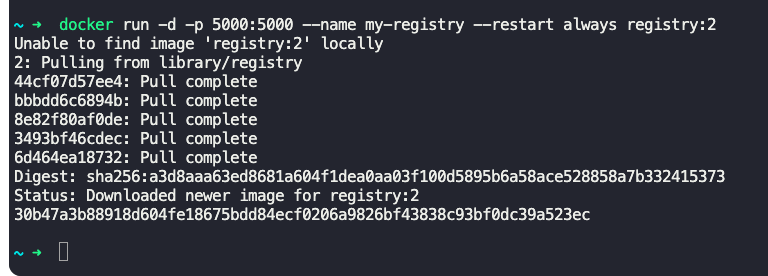 ~ ➜ docker run -d -p 5000:5000 --name my-registry --restart always registry:2
Unable to find image 'registry:2' locally
2: Pulling from library/registry
44cf07d57ee4: Pull complete
bbbdd6c6894b: Pull complete
8e82f80af0de: Pull complete
3493bf46cdec: Pull complete
6d464ea18732: Pull complete
Digest: sha256:a3d8aaa63ed8681a604f1dea0aa03f100d5895b6a58ace528858a7b332415373
Status: Downloaded newer image for registry:2
30b47a3b88918d604fe18675bdd84ecf0206a9826bf43838c93bf0dc39a523ec
~ ➜